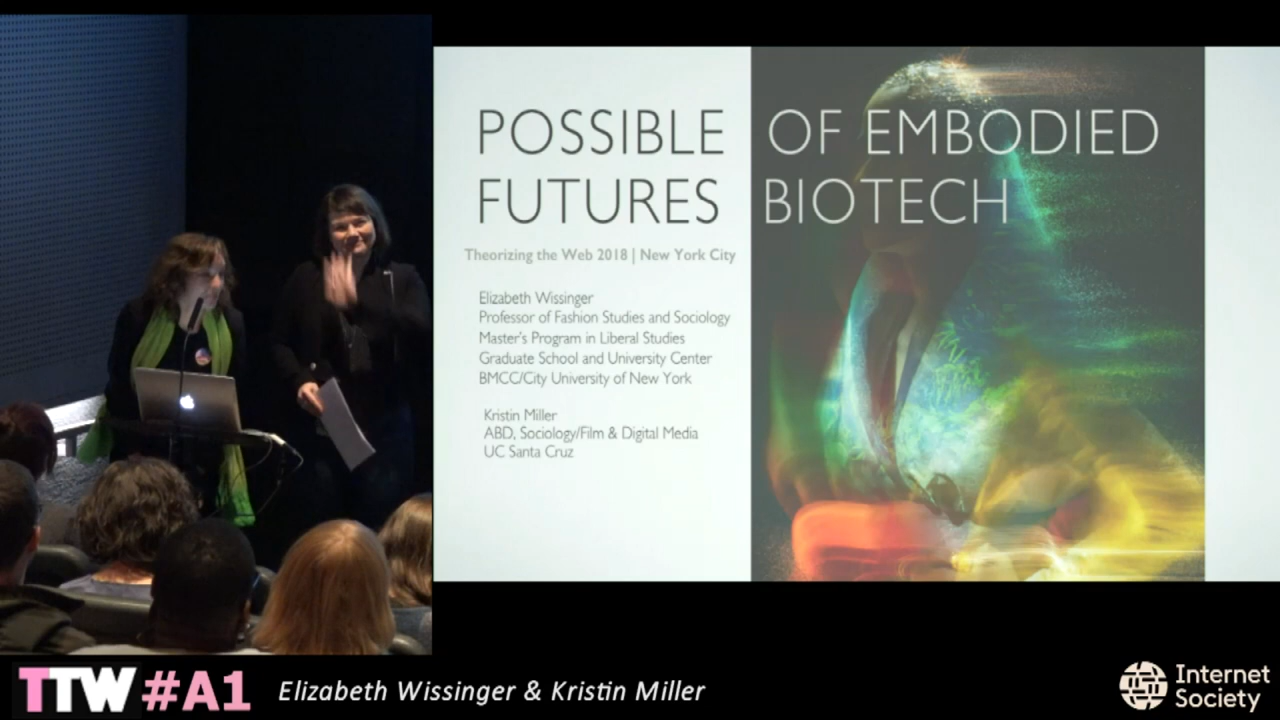 POSSIBLE OF EMBODIED
FUTURES BIOTECH
Theorizing the Web 2018 | New York City
Elizabeth Wissinger
Professor of Fashion Studies and Sociology
Master's Program in Liberal Studies
Graduate School and University Center
BMCC/City University of New York
Kristin Miller
ABD, Sociology/Film & Digital Media
UC Santa Cruz
TTW#A1
Elizabeth Wissinger & Kristin Miller
Internet
Society